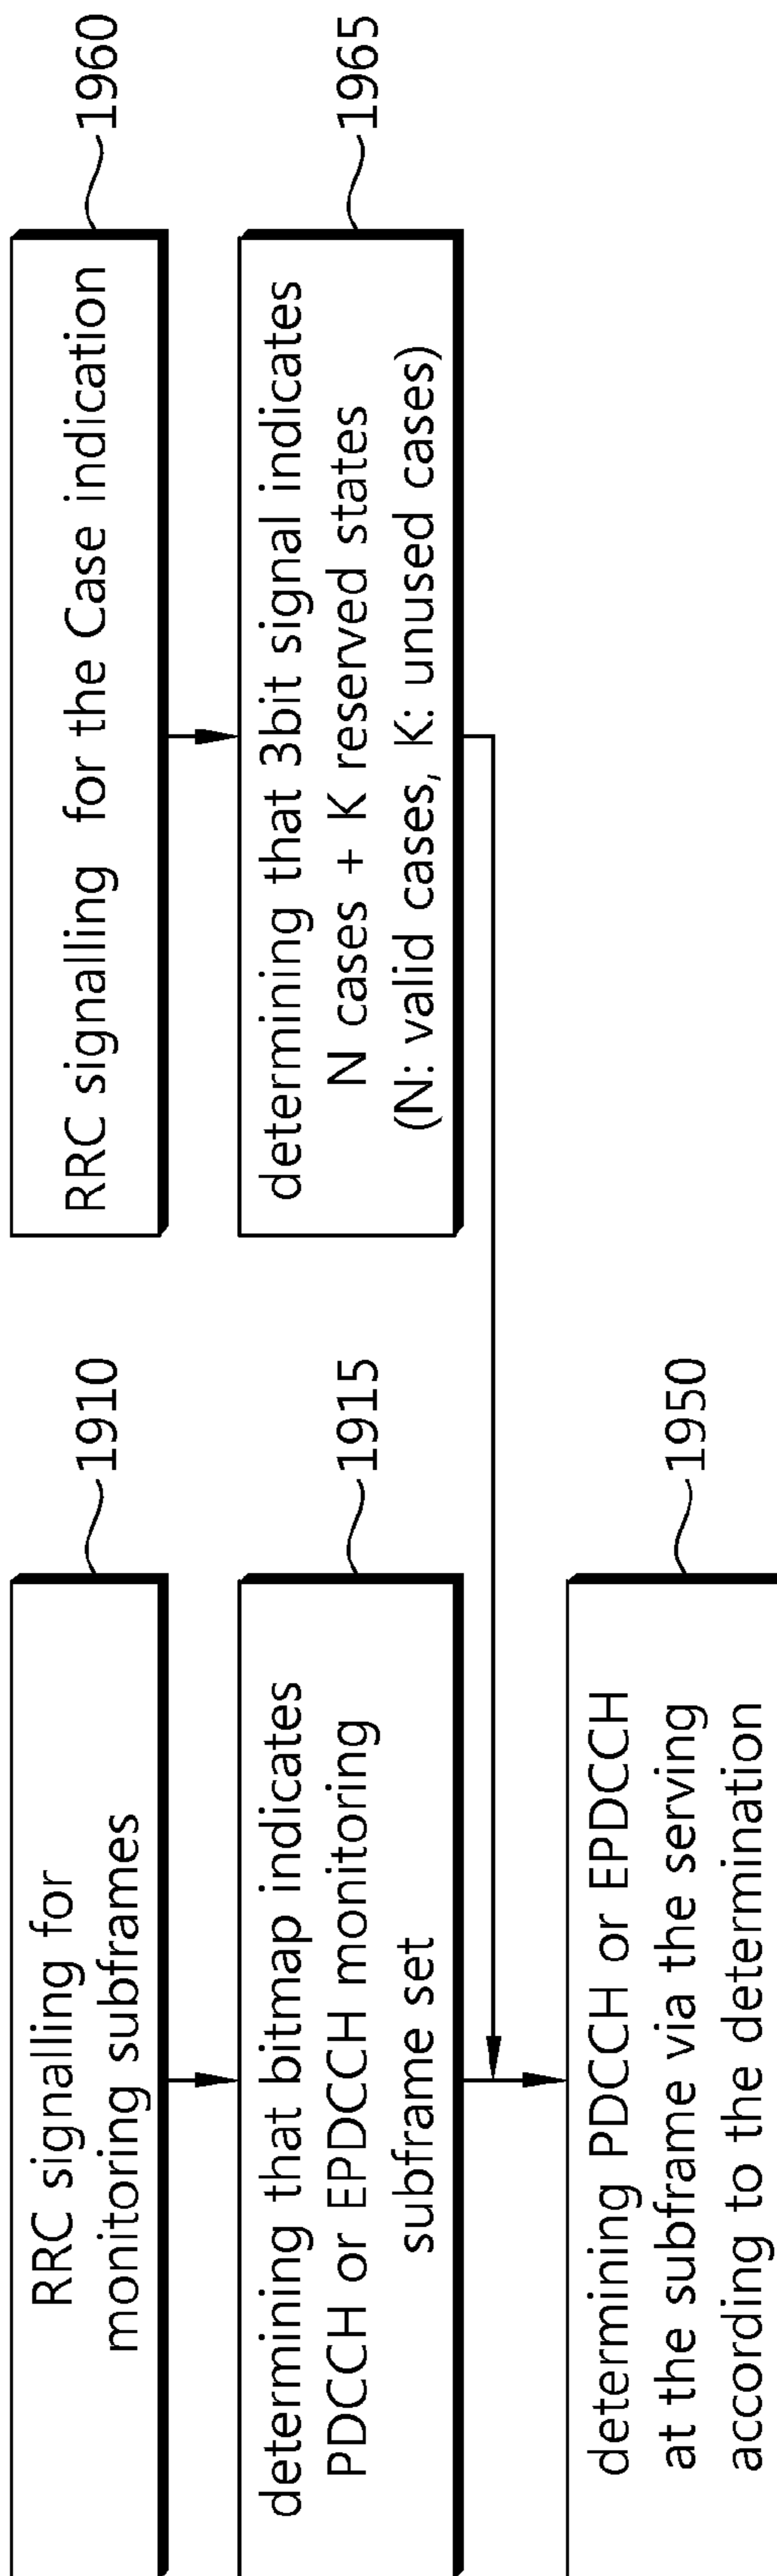 RRC signalling for
monitoring subframes
1910
determining that bitmap indicates
PDCCH or EPDCCH monitoring
subframe set
1915
determining PDCCH or EPDCCH
at the subframe via the serving
according to the determination
1950
RRC signalling for the Case indication
1960
determining that 3bit signal indicates
N cases + K reserved states
(N: valid cases, K: unused cases)
1965